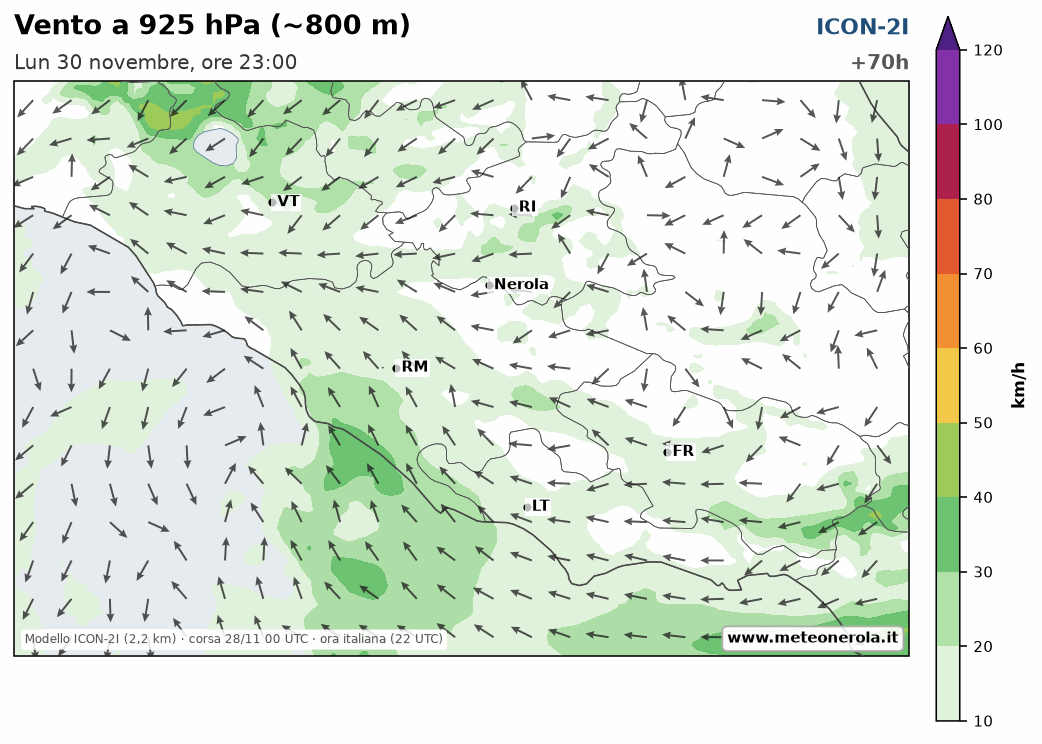 Vento a 925 hPa (~800 m)
ICON-2I
Lun 30 novembre, ore 23:00
+70h
VT
RI
Nerola
RM
FR
LT
Modello ICON-2I (2,2 km) · corsa 28/11 00 UTC · ora italiana (22 UTC)
www.meteonerola.it
120
100
80
70
60
50
40
30
20
10
km/h